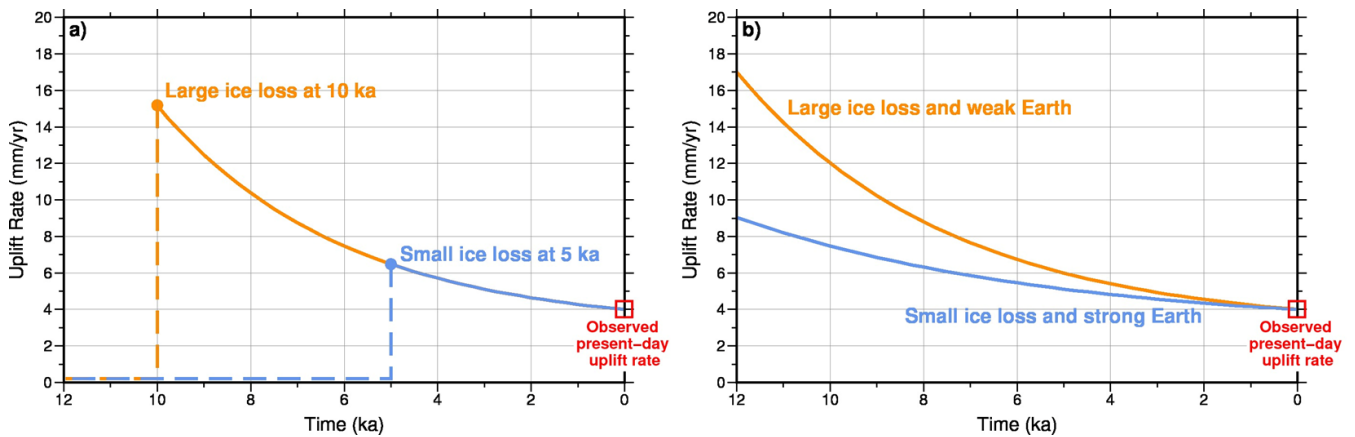 a)
Uplift Rate (mm/yr)
20
18
16
14
12
10
8
6
4
2
0
Large ice loss at 10 ka
Small ice loss at 5 ka
Observed
present-day
uplift rate
12
10
8
6
4
2
0
Time (ka)
b)
Uplift Rate (mm/yr)
20
18
16
14
12
10
8
6
4
2
0
Large ice loss and weak Earth
Small ice loss and strong Earth
Observed
present-day
uplift rate
12
10
8
6
4
2
0
Time (ka)